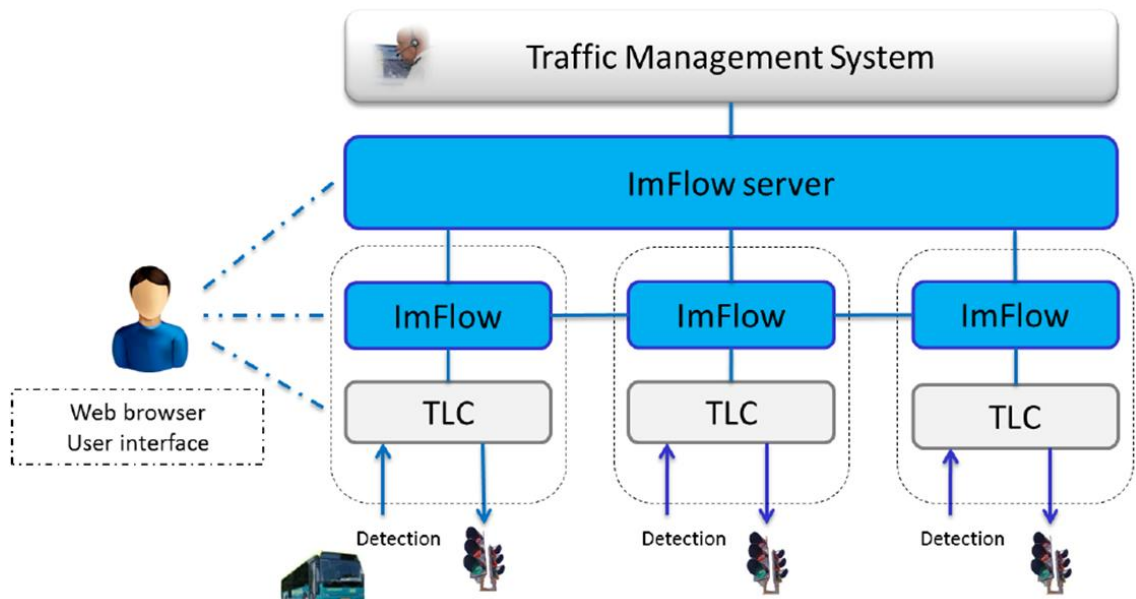 Traffic Management System
ImFlow server
ImFlow
ImFlow
ImFlow
TLC
TLC
TLC
Web browser
User interface
Detection
Detection
Detection